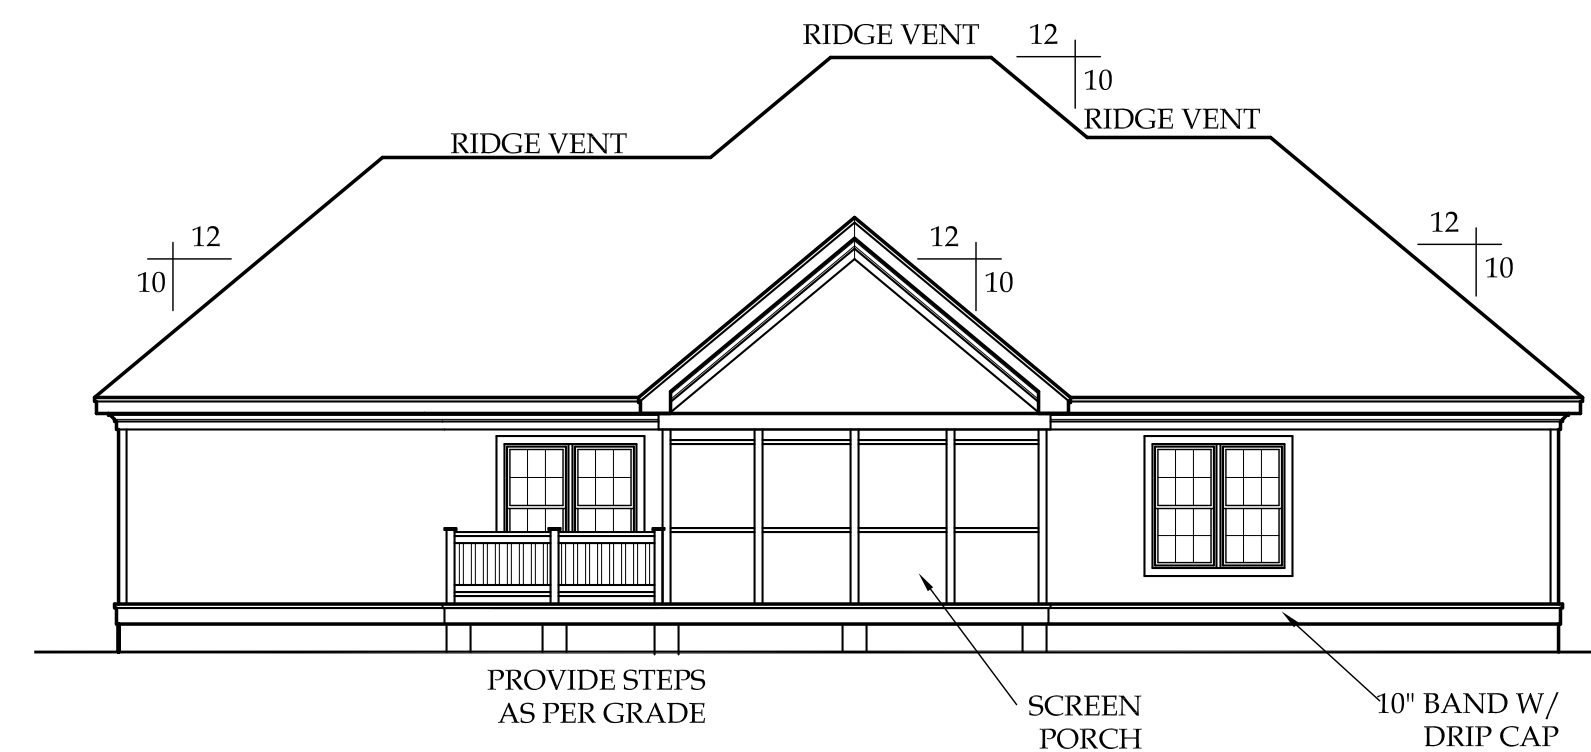 RIDGE VENT
12
10
RIDGE VENT
RIDGE VENT
12
10
12
10
12
10
PROVIDE STEPS
AS PER GRADE
SCREEN
PORCH
10" BAND W/
DRIP CAP